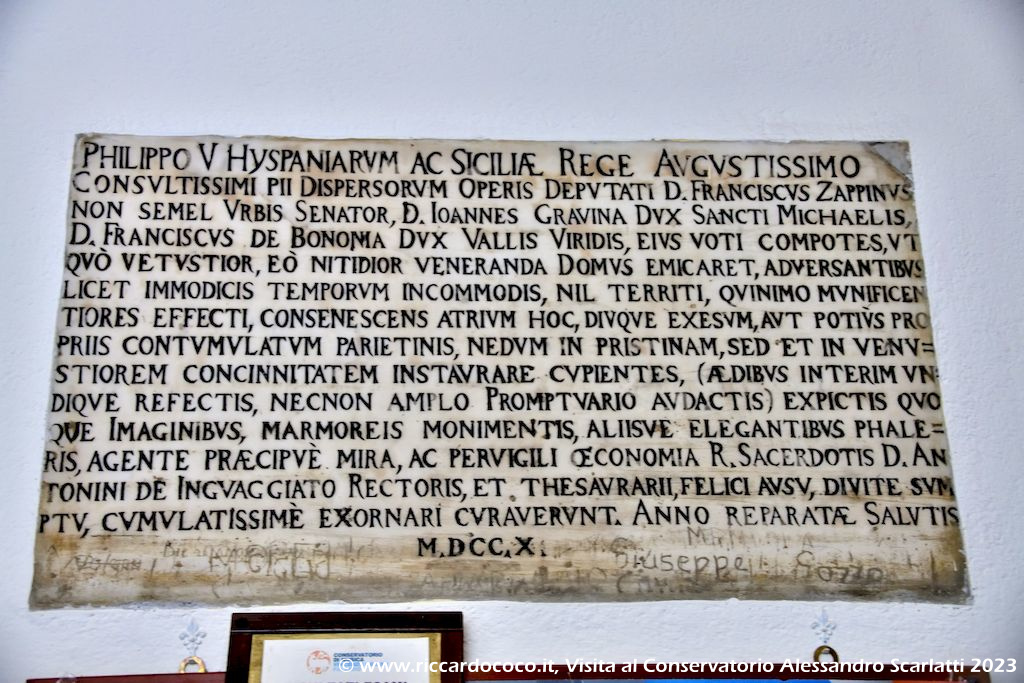 PHILIPPO V HYSPANIARVM AC SICILIÆ REGE AVGVSTISSIMO
CONSVLTISSIMI PII DISPERSORVM OPERIS DEPVTATI D. FRANCISCVS ZAPPINVS
NON SEMEL VRBIS SENATOR, D. IOANNES GRAVINA DVX SANCTI MICHAELIS,
D. FRANCISCVS DE BONOMIA DVX VALLIS VIRIDIS, EIVS VOTI COMPOTES, VT
QVÒ VETVSTIOR, EÒ NITIDIOR VENERANDA DOMVS EMICARET, ADVERSANTIBVS
LICET IMMODICIS TEMPORVM INCOMMODIS, NIL TERRITI, QVINIMO MVNIFICEN
TIORES EFFECTI, CONSENESCENS ATRIVM HOC, DIVQVE EXESVM, AVT POTIÙS PRO
PRIIS CONTVMVLATVM PARIETINIS, NEDVM IN PRISTINAM, SED ET IN VENV=
STIOREM CONCINNITATEM INSTAVRARE CVPIENTES, (ÆDIBVS INTERIM VN
DIQVE REFECTIS, NECNON AMPLO PROMPTVARIO AVDACTIS) EXPICTIS QVO
QVE IMAGINIBVS, MARMOREIS MONIMENTIS, ALIISVE ELEGANTIBVS PHALE=
RIS, AGENTE PRÆCIPVÈ MIRA, AC PERVIGILI ŒCONOMIA R. SACERDOTIS D. AN
TONINI DE INGVAGGIATO RECTORIS, ET THESAVRARII, FELICI AVSV, DIVITE SVM
PTV, CVMVLATISSIMÈ EXORNARI CVRAVERVNT. ANNO REPARATÆ SALVTIS
M.DCC.X
Giuseppe
CONSERVATORIO
© www.riccardococo.it, Visita al Conservatorio Alessandro Scarlatti 2023